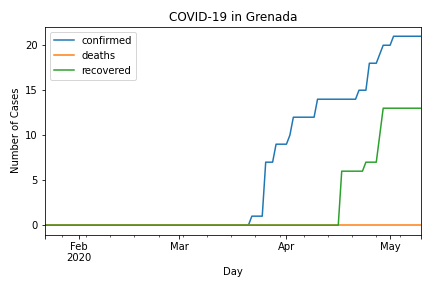 COVID-19 in Grenada
confirmed
deaths
recovered
Number of Cases
20
15
10
5
0
Feb
2020
Mar
Apr
May
Day